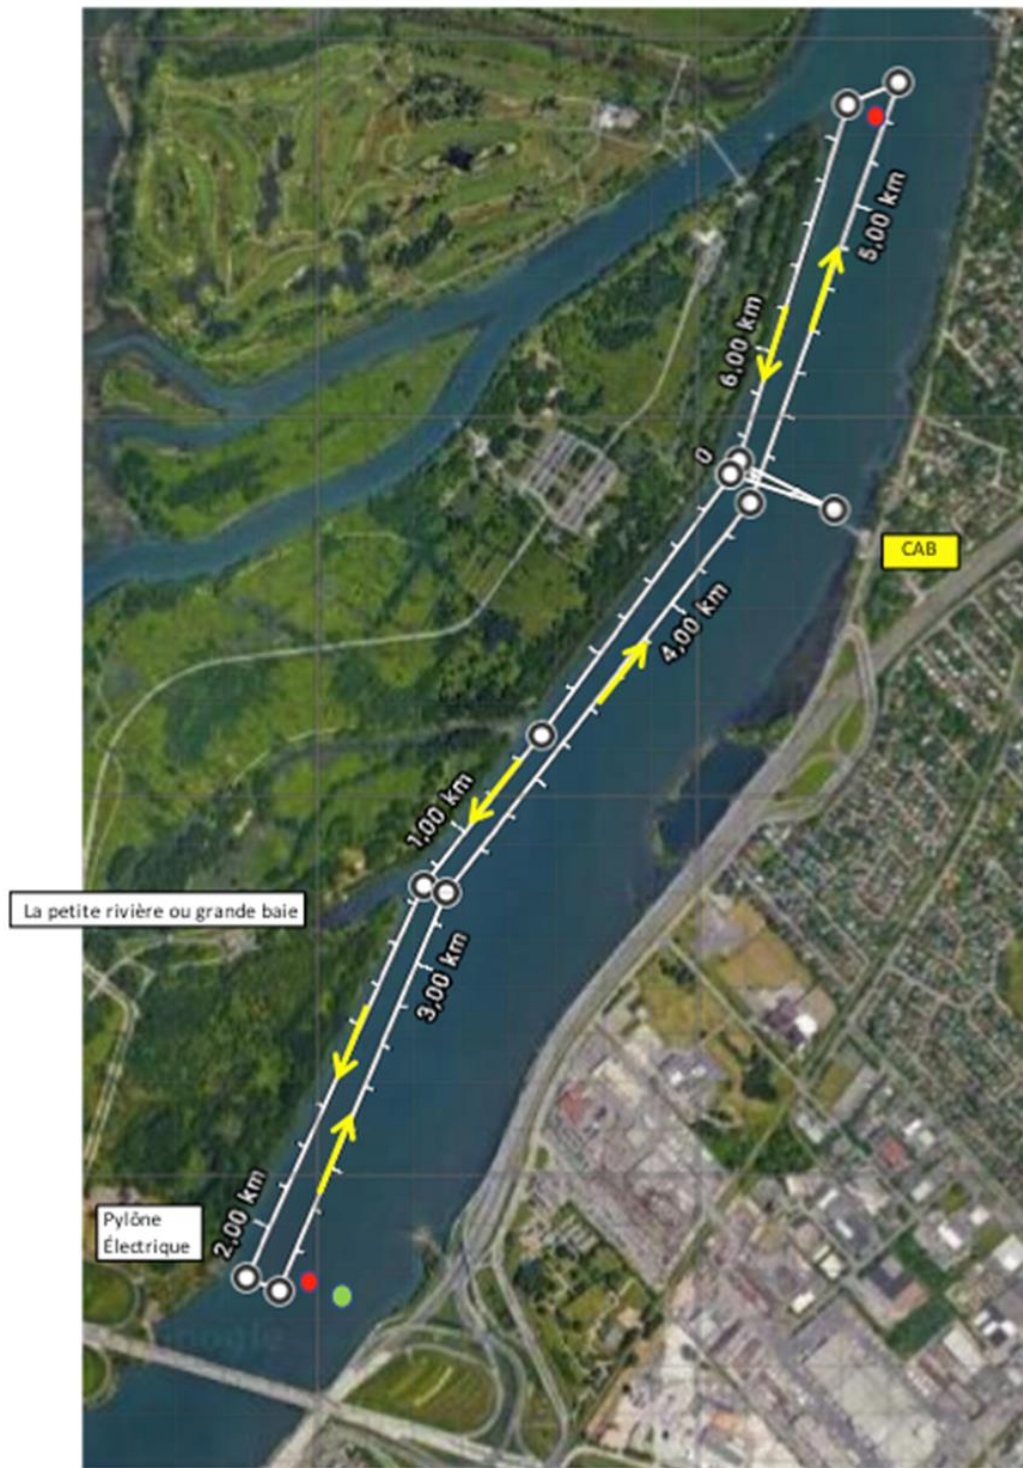 5,00 km
6,00 km
0
CAB
4,00 km
1,00 km
La petite rivière ou grande baie
3,00 km
2,00 km
Pylône
Électrique